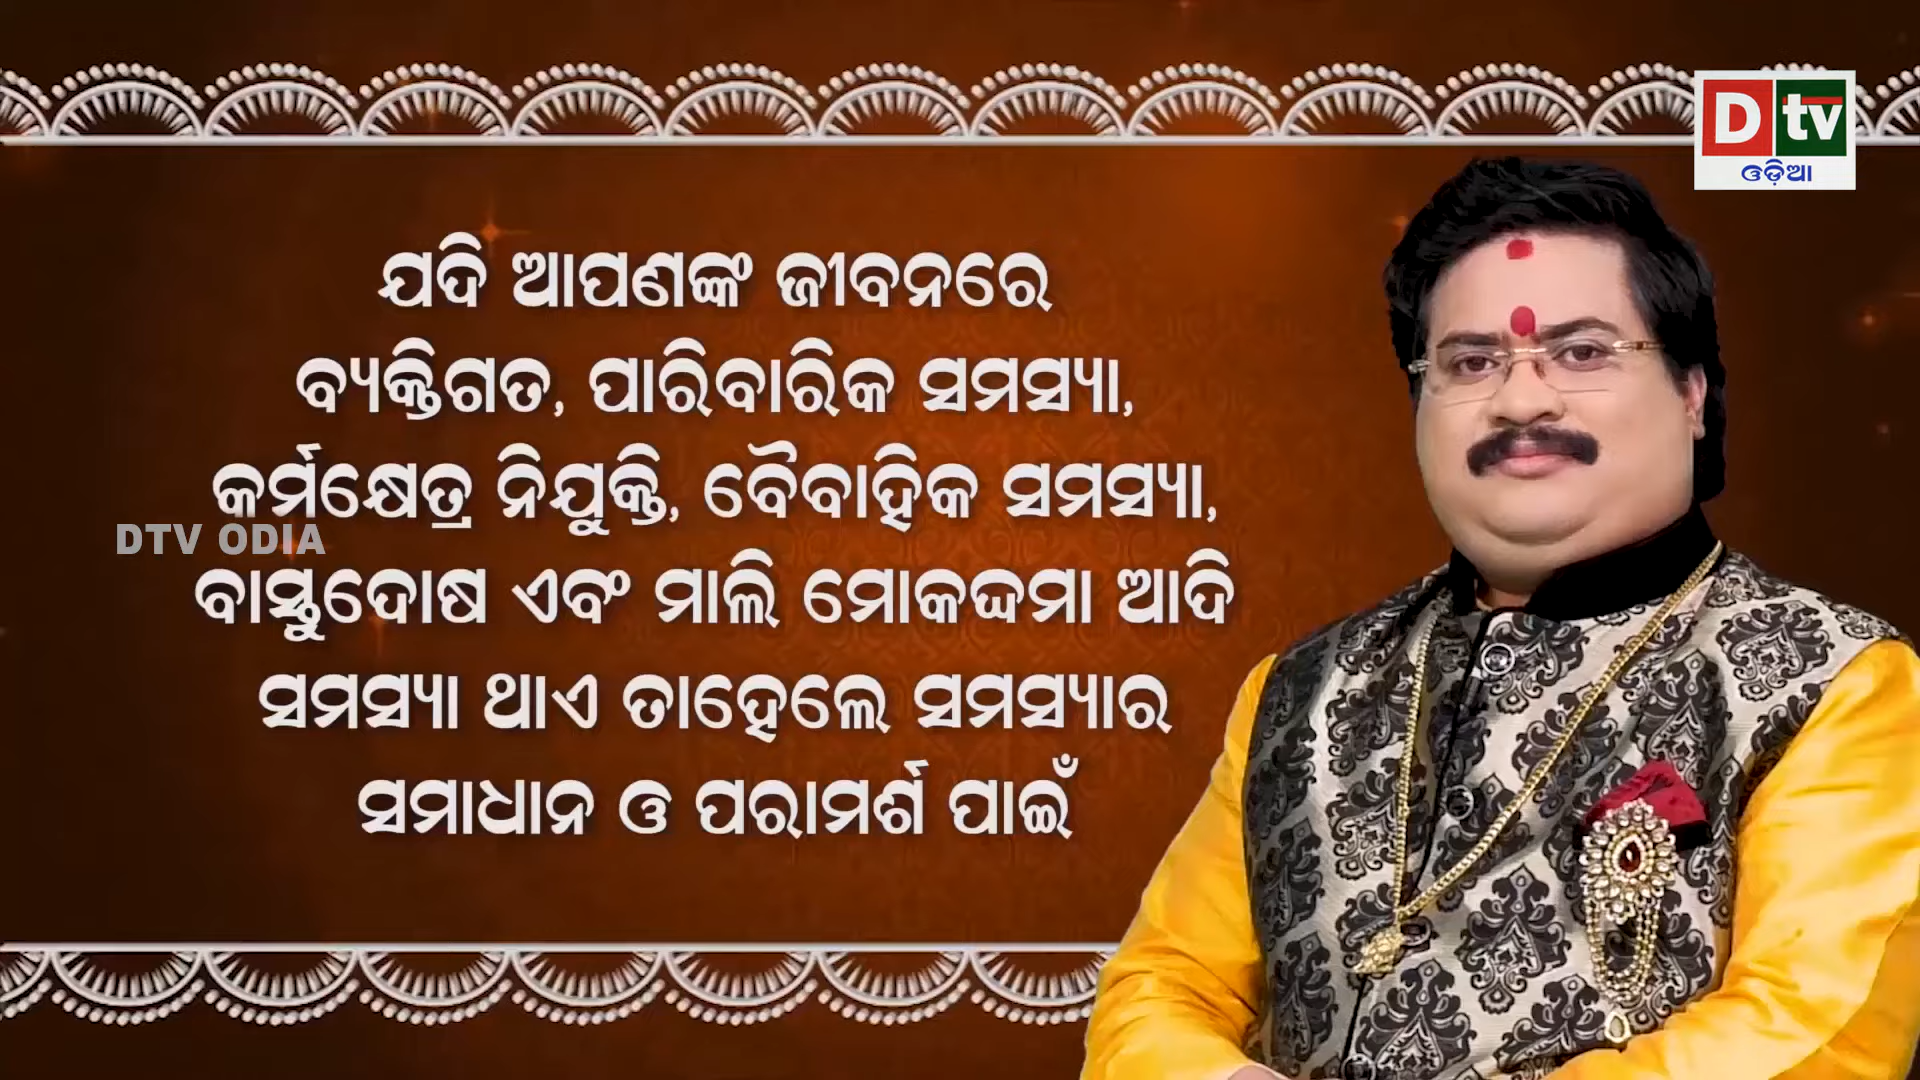 D tv
ଓଡ଼ିଆ
ଯଦି ଆପଣଙ୍କ ଜୀବନରେ
ବ୍ୟକ୍ତିଗତ, ପାରିବାରିକ ସମସ୍ୟା,
କର୍ମକ୍ଷେତ୍ର ନିଯୁକ୍ତି, ବୈବାହିକ ସମସ୍ୟା,
DTV ODIA
ବାସ୍ତୁଦୋଷ ଏବଂ ମାଲି ମୋକଦ୍ଦମା ଆଦି
ସମସ୍ୟା ଥାଏ ତାହେଲେ ସମସ୍ୟାର
ସମାଧାନ ଓ ପରାମର୍ଶ ପାଇଁ